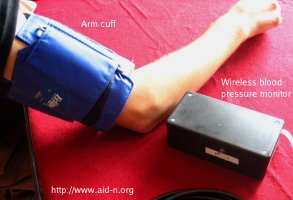 Arm cuff
Wireless blood
pressure monitor
http://www.aid-n.org